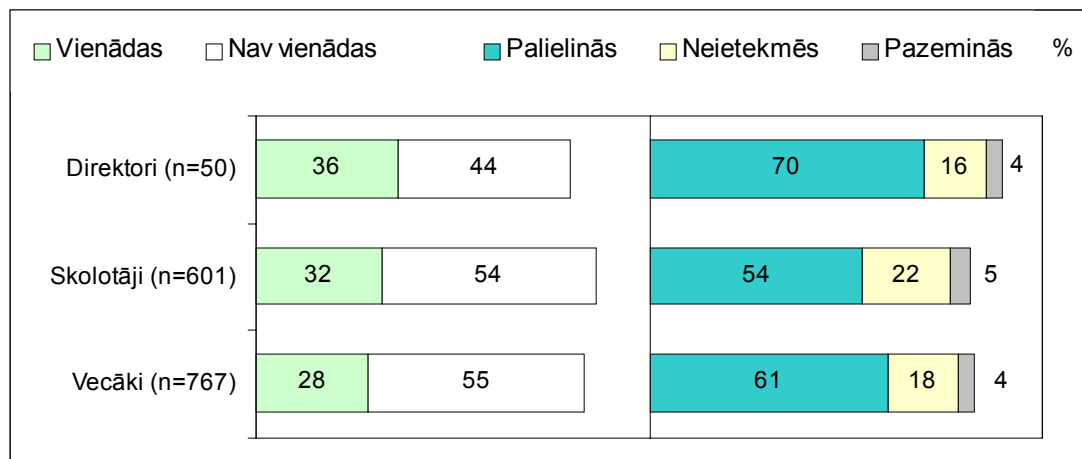 Vienādas Nav vienādas Palielinās Neietekmēs Pazeminās %
Direktori (n=50) 36 44 70 16 4
Skolotāji (n=601) 32 54 54 22 5
Vecāki (n=767) 28 55 61 18 4